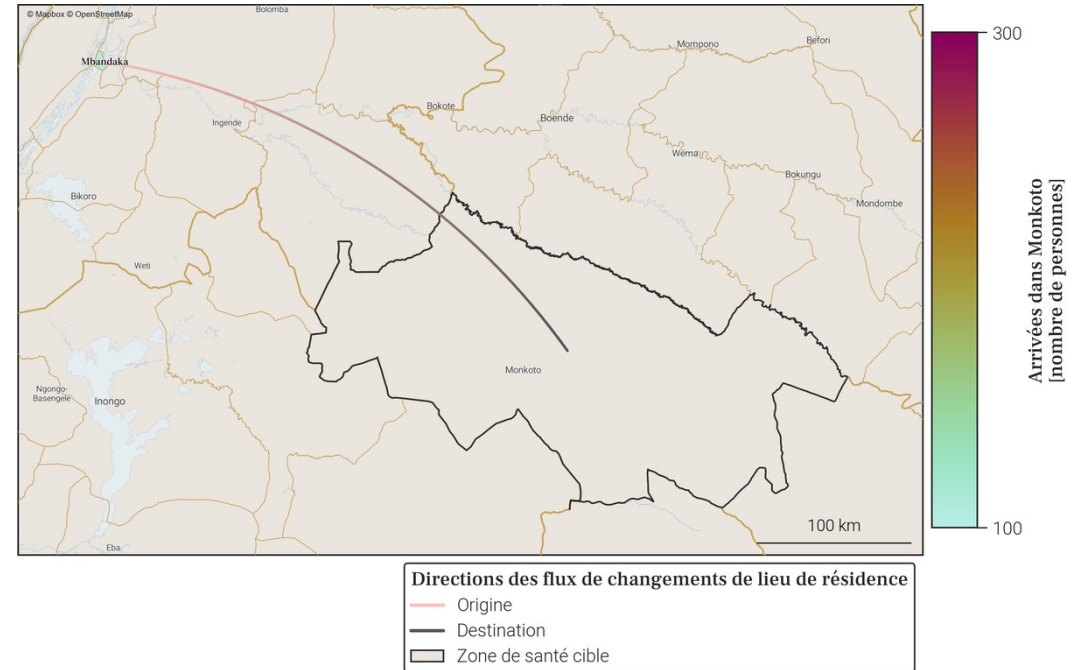 © Mapbox © OpenStreetMap
Bolomba
Mompono
Befori
Mbandaka
Bokote
Boende
Ingende
Wema
Bokungu
Bikoro
Mondombe
Weti
Monkoto
Ngongo-
Basengele
Inongo
100 km
Eba
300
Arrivées dans Monkoto
[nombre de personnes]
100
Directions des flux de changements de lieu de résidence
Origine
Destination
Zone de santé cible